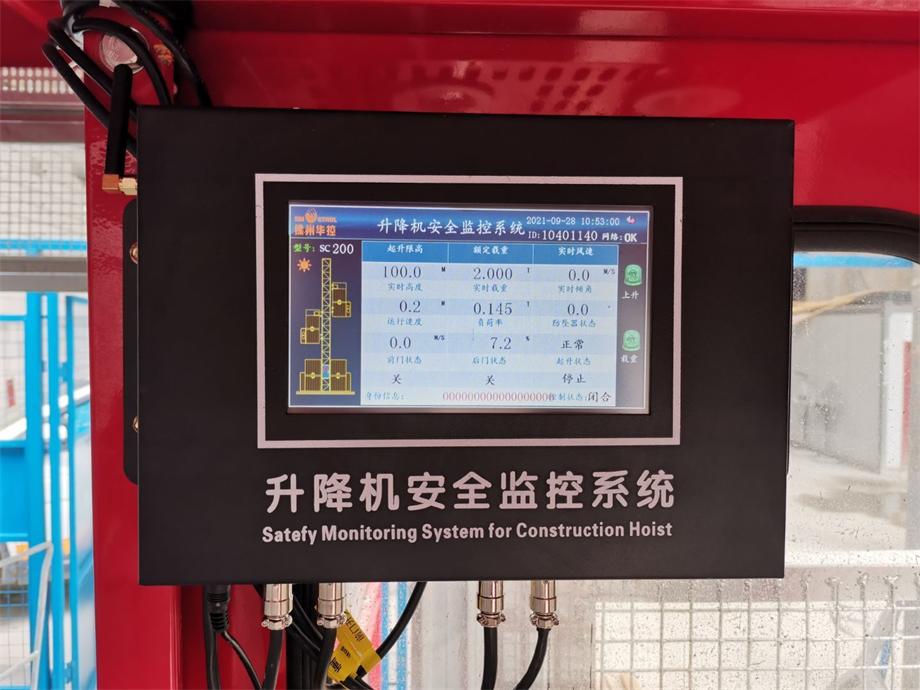 升降机安全监控系统 2021-09-28 10:53:00
ID:10401140 网络:OK
型号: SC200
起升限高 额定载重 实时风速
100.0 M 2.000 T 0.0 M/S
实时高度 实时载重 实时倾角
上升
0.2 M 0.145 T 0.0 °
运行速度 负荷率 防坠器状态
0.0 M/S 7.2 % 正常
载重
前门状态 后门状态 起升状态
关 关 停止
身份信息: 000000000000000000 控制状态: 闭合
升降机安全监控系统
Satefy Monitoring System for Construction Hoist